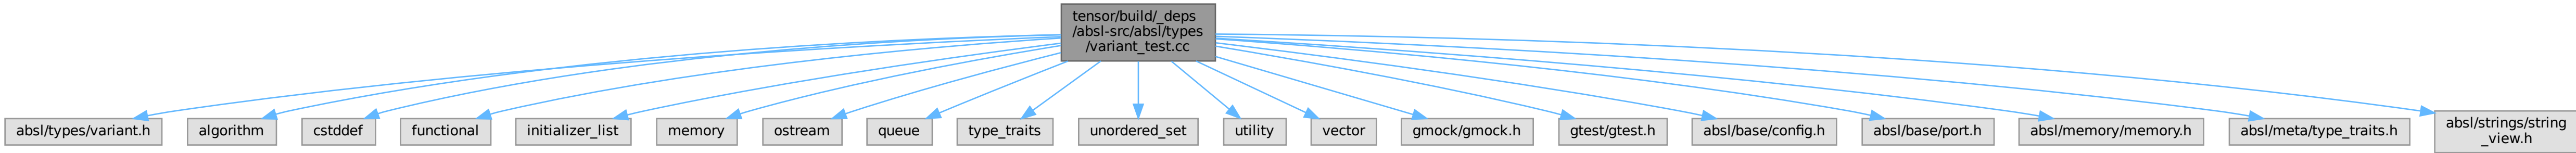 tensor/build/_deps
/absl-src/absl/types
/variant_test.cc
absl/types/variant.h
algorithm
cstddef
functional
initializer_list
memory
ostream
queue
type_traits
unordered_set
utility
vector
gmock/gmock.h
gtest/gtest.h
absl/base/config.h
absl/base/port.h
absl/memory/memory.h
absl/meta/type_traits.h
absl/strings/string
_view.h